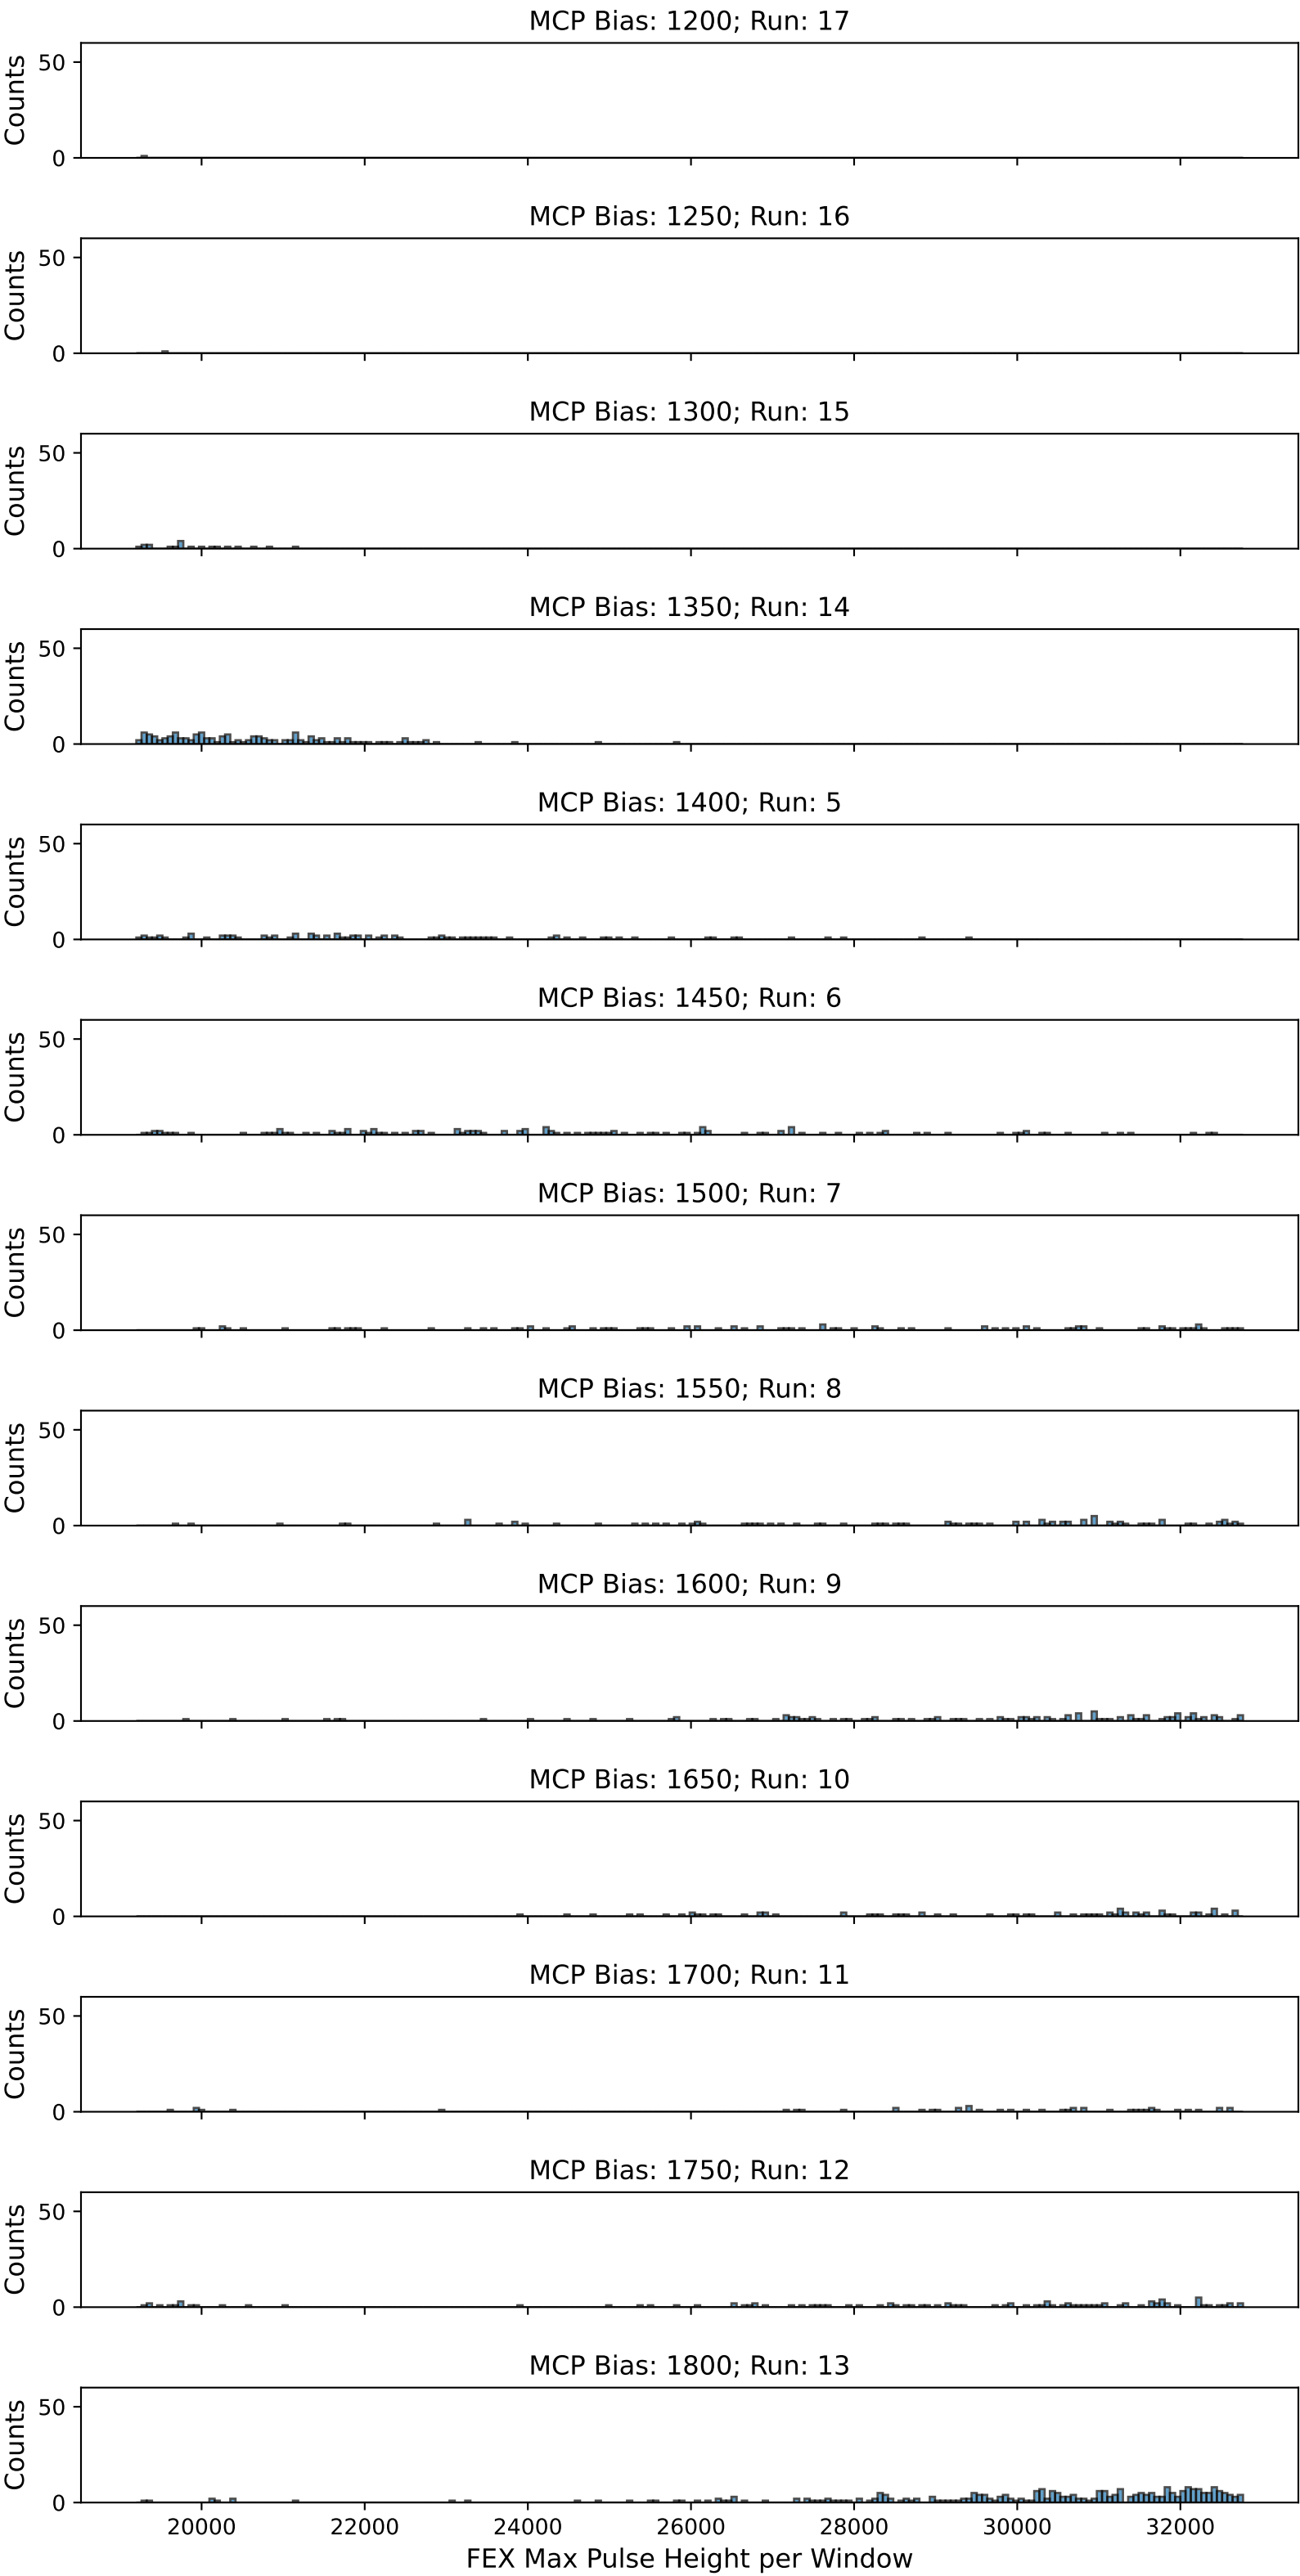 MCP Bias: 1200; Run: 17
50
Counts
0
MCP Bias: 1250; Run: 16
50
Counts
0
MCP Bias: 1300; Run: 15
50
Counts
0
MCP Bias: 1350; Run: 14
50
Counts
0
MCP Bias: 1400; Run: 5
50
Counts
0
MCP Bias: 1450; Run: 6
50
Counts
0
MCP Bias: 1500; Run: 7
50
Counts
0
MCP Bias: 1550; Run: 8
50
Counts
0
MCP Bias: 1600; Run: 9
50
Counts
0
MCP Bias: 1650; Run: 10
50
Counts
0
MCP Bias: 1700; Run: 11
50
Counts
0
MCP Bias: 1750; Run: 12
50
Counts
0
MCP Bias: 1800; Run: 13
50
Counts
0
20000 22000 24000 26000 28000 30000 32000
FEX Max Pulse Height per Window